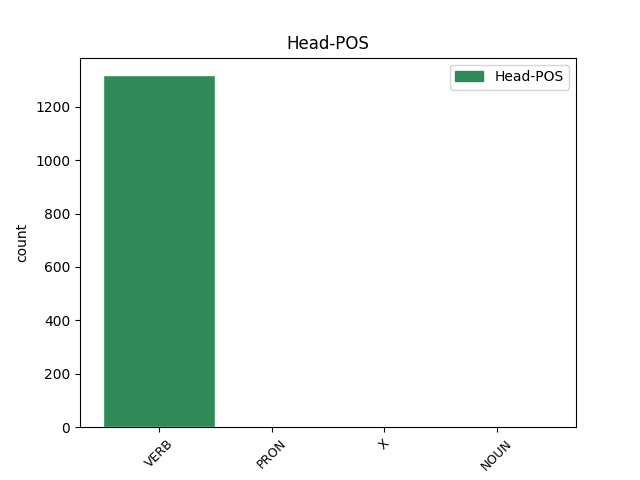 Head-POS
Head-POS
1200
1000
800
600
400
200
0
count
VERB
PRON
X
NOUN